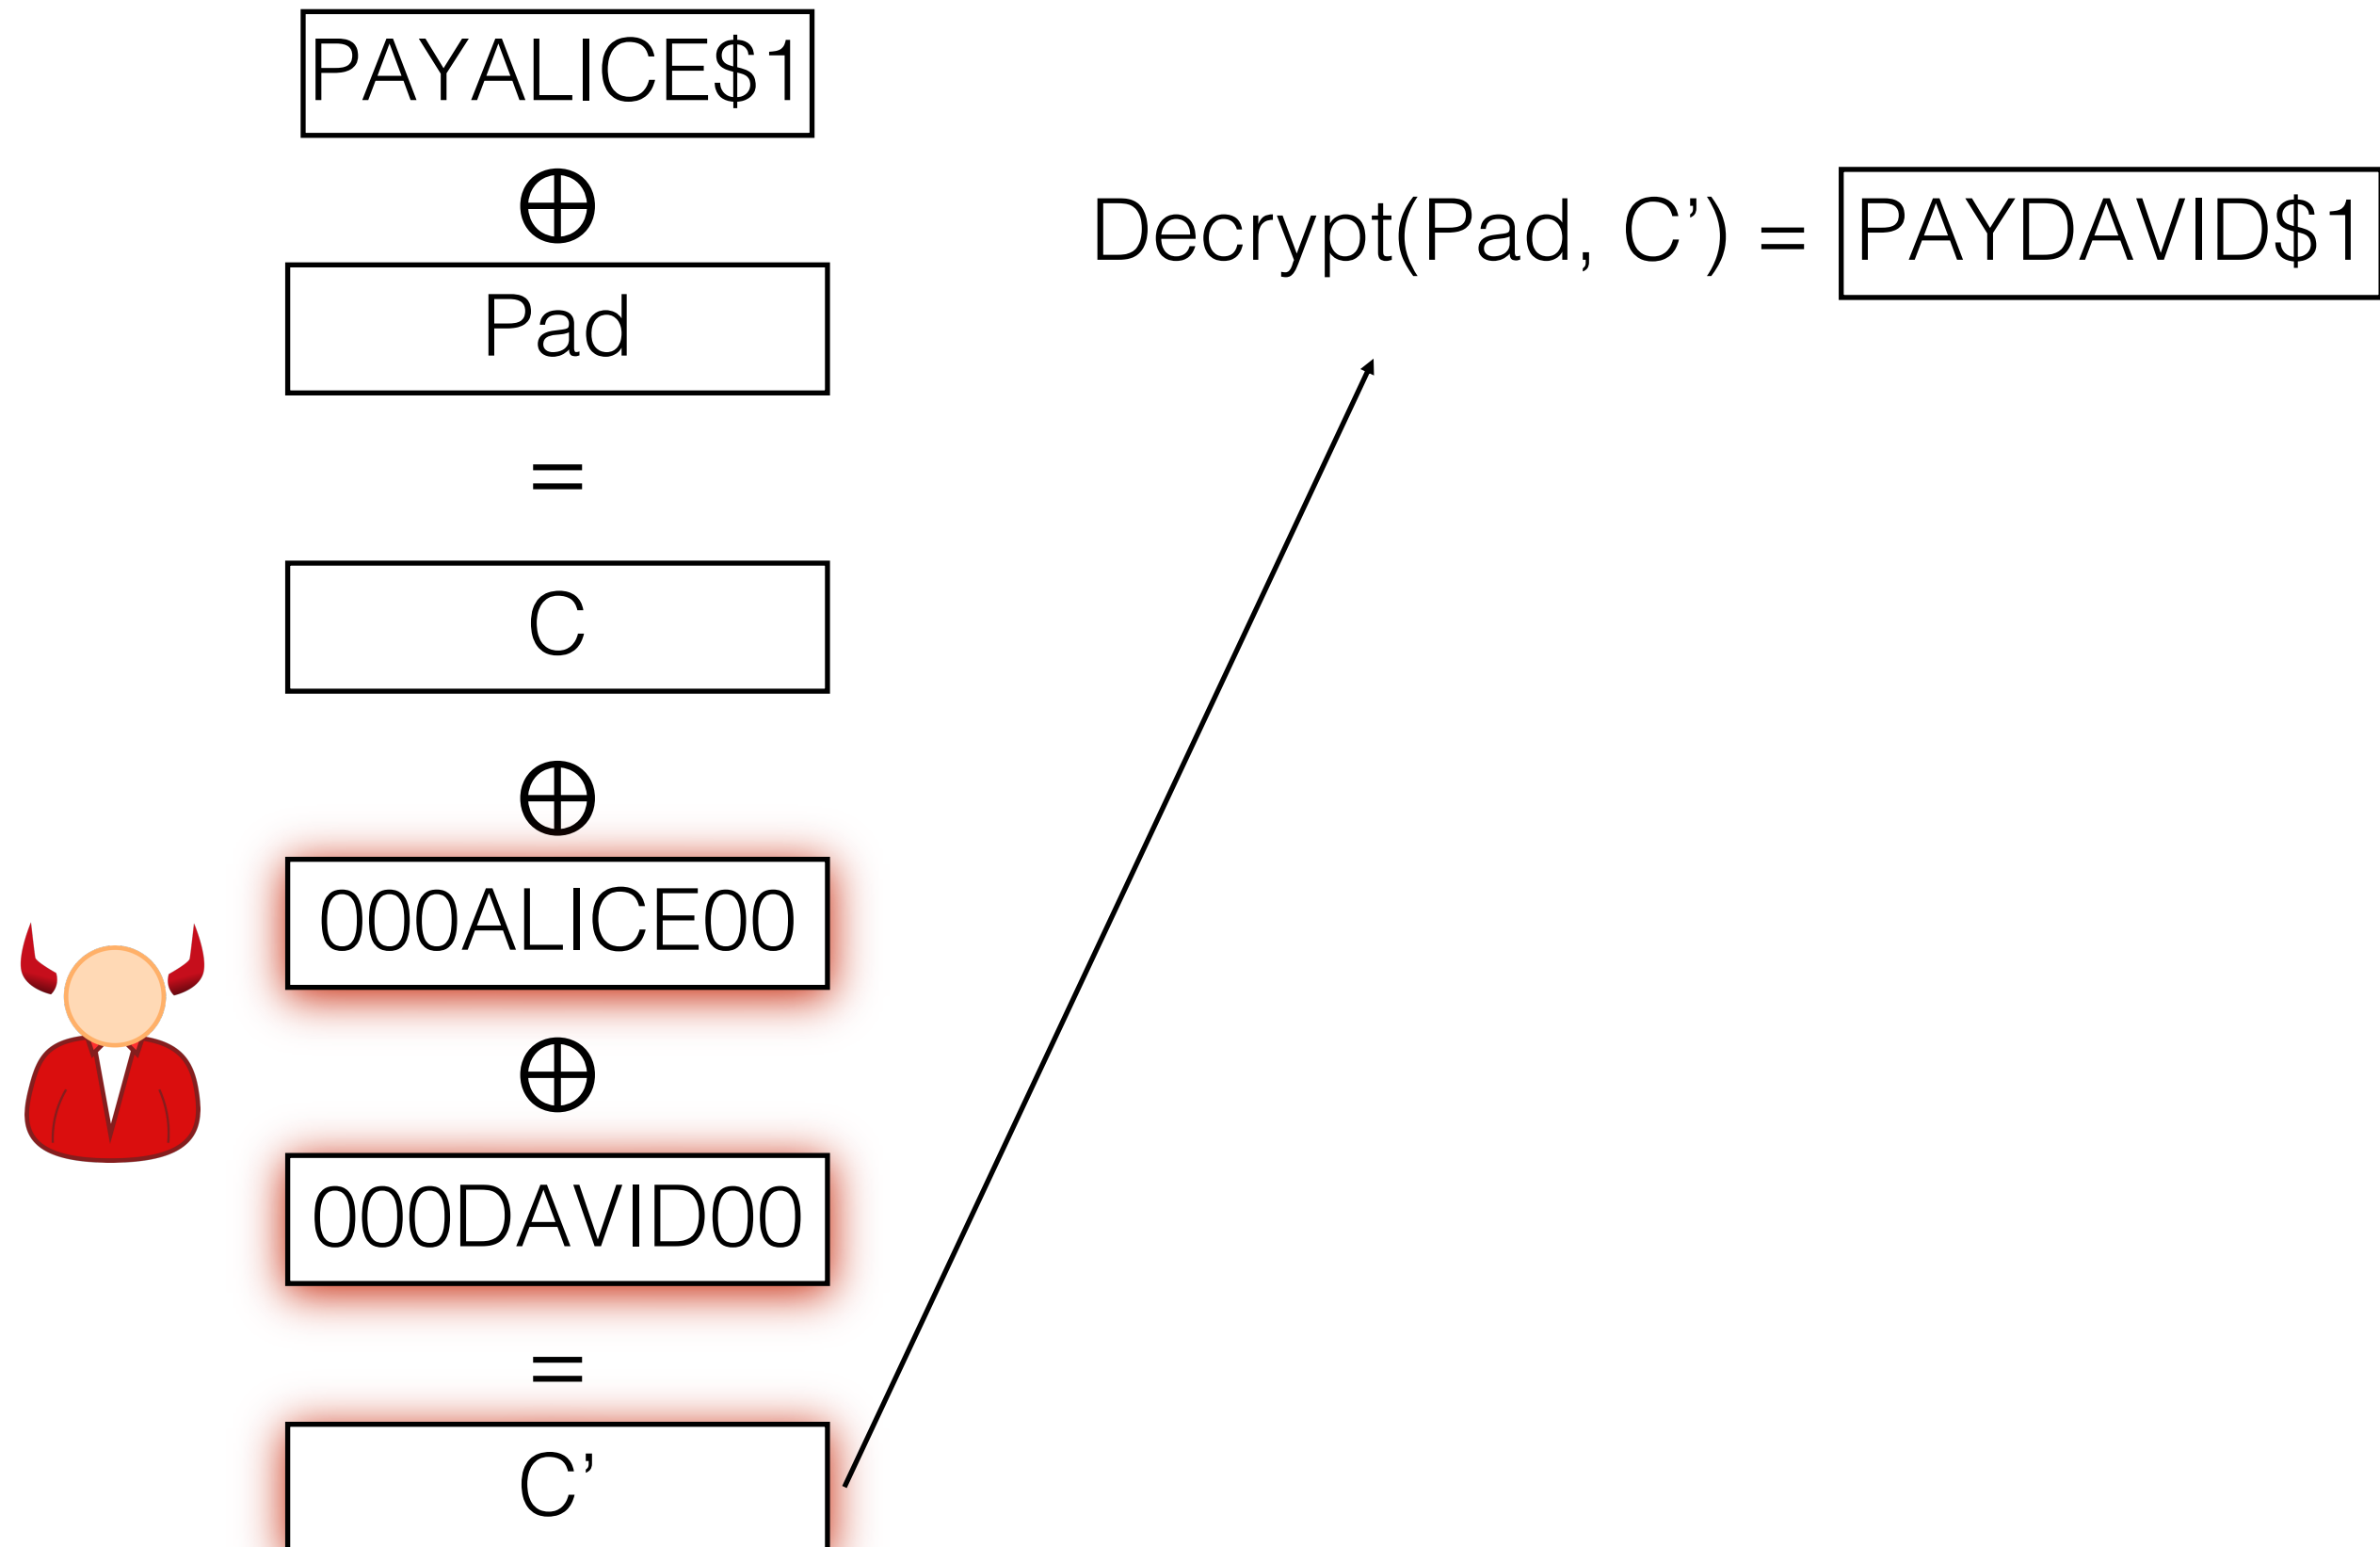 PAYALICE$1
⊕
Pad
=
C
⊕
000ALICE00
⊕
000DAVID00
=
C’
Decrypt(Pad, C’) = PAYDAVID$1